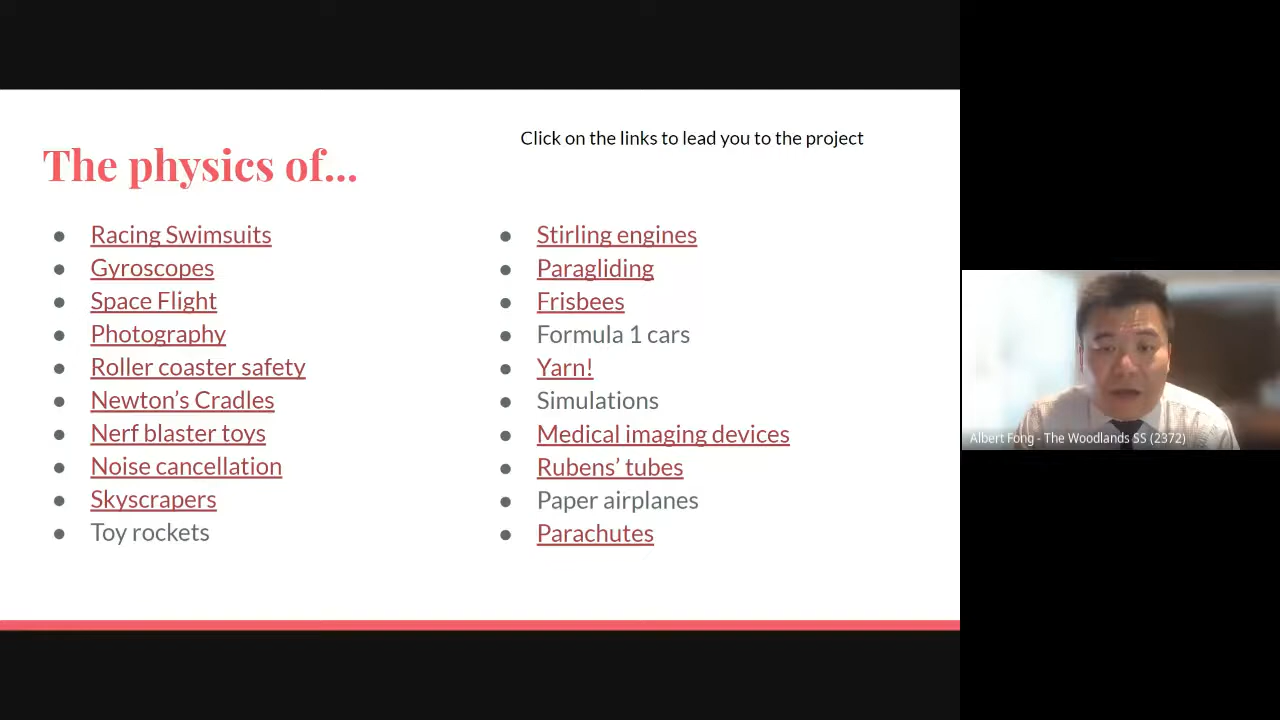 The physics of...
Click on the links to lead you to the project
Racing Swimsuits
Gyroscopes
Space Flight
Photography
Roller coaster safety
Newton's Cradles
Nerf blaster toys
Noise cancellation
Skyscrapers
Toy rockets
Stirling engines
Paragliding
Frisbees
Formula 1 cars
Yarn!
Simulations
Medical imaging devices
Rubens' tubes
Paper airplanes
Parachutes
Albert Fong - The Woodlands SS (2372)